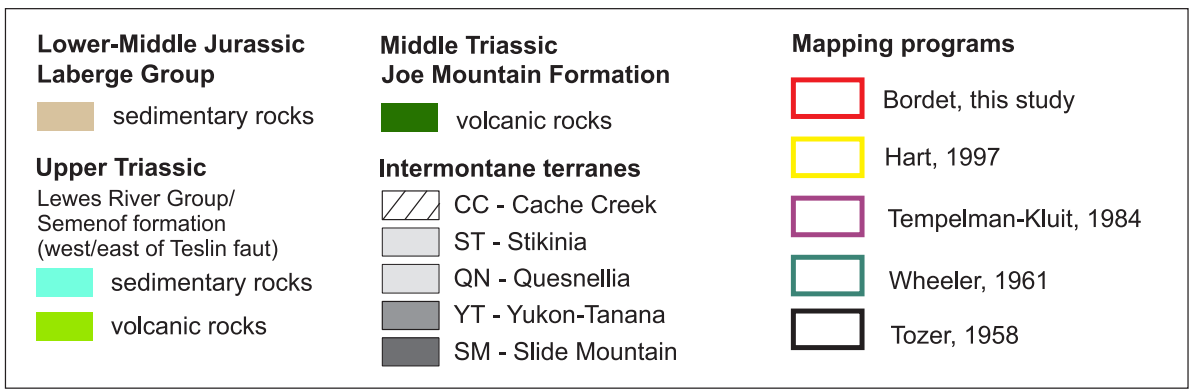 Lower-Middle Jurassic
Laberge Group
sedimentary rocks
Upper Triassic
Lewes River Group/
Semenof formation
(west/east of Teslin faut)
sedimentary rocks
volcanic rocks
Middle Triassic
Joe Mountain Formation
volcanic rocks
Intermontane terranes
CC - Cache Creek
ST - Stikinia
QN - Quesnellia
YT - Yukon-Tanana
SM - Slide Mountain
Mapping programs
Bordet, this study
Hart, 1997
Tempelman-Kluit, 1984
Wheeler, 1961
Tozer, 1958